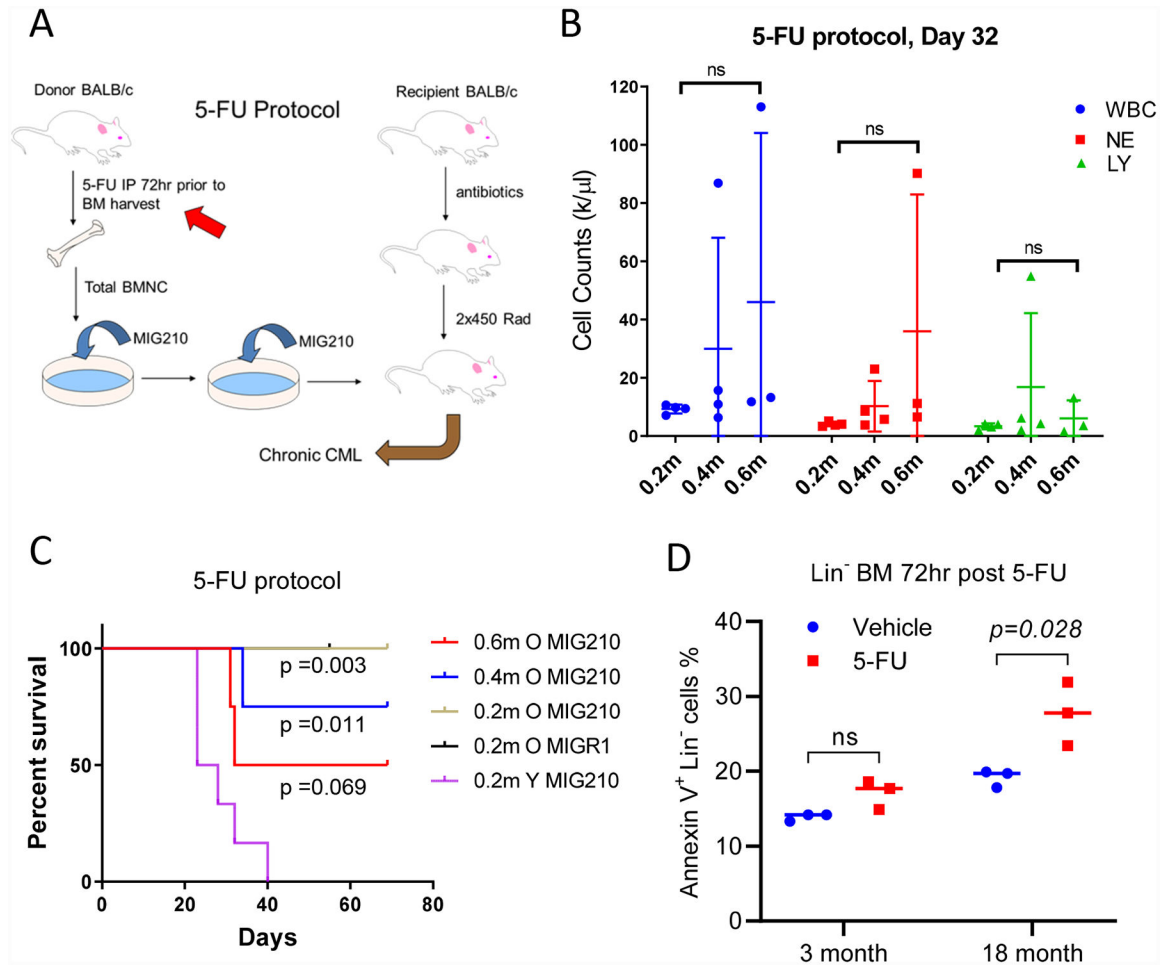 A
Donor BALB/c
5-FU Protocol
Recipient BALB/c
5-FU IP 72hr prior to
BM harvest
antibiotics
Total BMNC
2x450 Rad
MIG210
MIG210
Chronic CML
B
5-FU protocol, Day 32
Cell Counts (k/µl)
120
100
80
60
40
20
0
ns
ns
ns
WBC
NE
LY
0.2m
0.4m
0.6m
0.2m
0.4m
0.6m
0.2m
0.4m
0.6m
C
5-FU protocol
Percent survival
100
50
0
p =0.003
p =0.011
p =0.069
0.6m O MIG210
0.4m O MIG210
0.2m O MIG210
0.2m O MIGR1
0.2m Y MIG210
0
20
40
60
80
Days
D
Lin⁻ BM 72hr post 5-FU
Annexin V⁺ Lin⁻ cells %
40
30
20
10
0
Vehicle
5-FU
p=0.028
ns
3 month
18 month